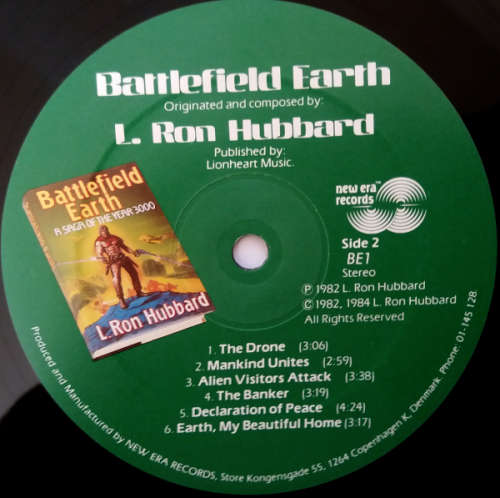 Battlefield Earth
Originated and composed by:
L. Ron Hubbard
Published by:
Lionheart Music.
Battlefield
Earth
A SAGA OF THE YEAR 3000
L. Ron Hubbard
new era™
records
Side 2
BE1
Stereo
Ⓟ 1982 L. Ron Hubbard
© 1982, 1984 L. Ron Hubbard
All Rights Reserved
1. The Drone (3:06)
2. Mankind Unites (2:59)
3. Alien Visitors Attack (3:38)
4. The Banker (3:19)
5. Declaration of Peace (4:24)
6. Earth, My Beautiful Home (3:17)
Produced and Manufactured by NEW ERA RECORDS, Store Kongensgade 55, 1264 Copenhagen K, Denmark. Phone: 01-145 128.